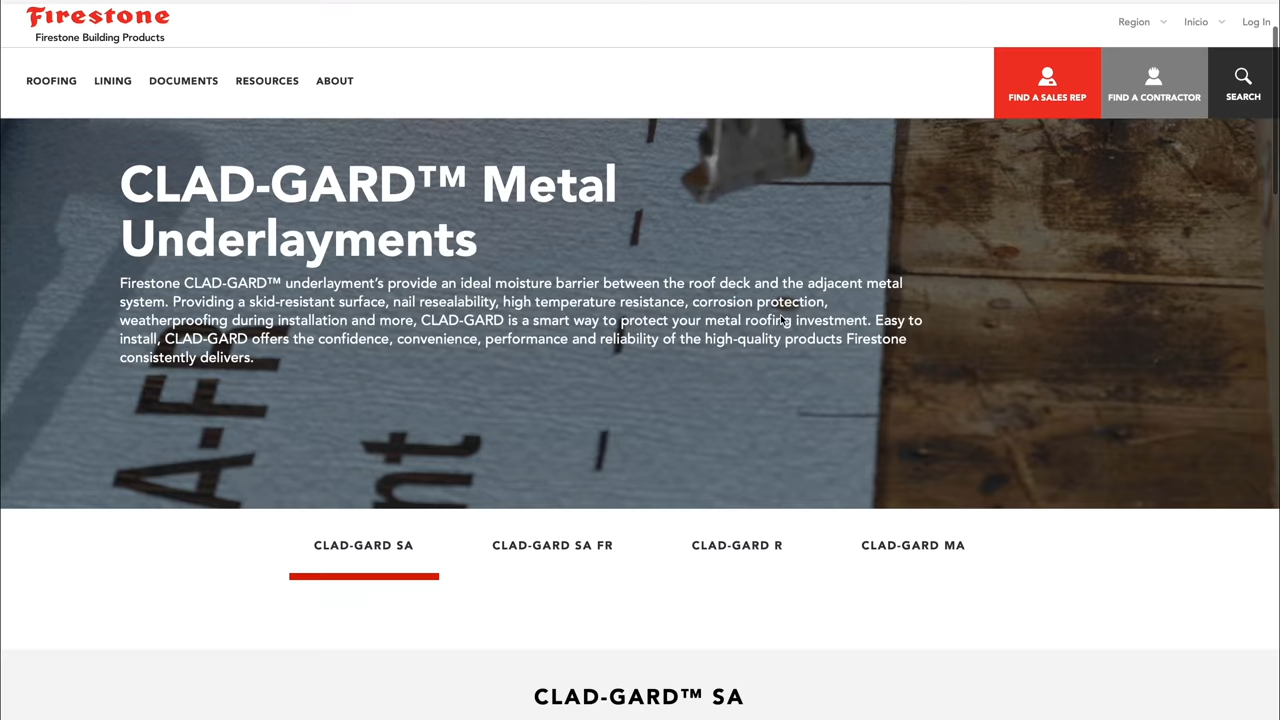 Firestone
Firestone Building Products
Region
Inicio
Log In
ROOFING
LINING
DOCUMENTS
RESOURCES
ABOUT
FIND A SALES REP
FIND A CONTRACTOR
SEARCH
CLAD-GARD™ Metal
Underlayments
Firestone CLAD-GARD™ underlayment's provide an ideal moisture barrier between the roof deck and the adjacent metal
system. Providing a skid-resistant surface, nail resealability, high temperature resistance, corrosion protection,
weatherproofing during installation and more, CLAD-GARD is a smart way to protect your metal roofing investment. Easy to
install, CLAD-GARD offers the confidence, convenience, performance and reliability of the high-quality products Firestone
consistently delivers.
A-FR
nt
CLAD-GARD SA
CLAD-GARD SA FR
CLAD-GARD R
CLAD-GARD MA
CLAD-GARD™ SA